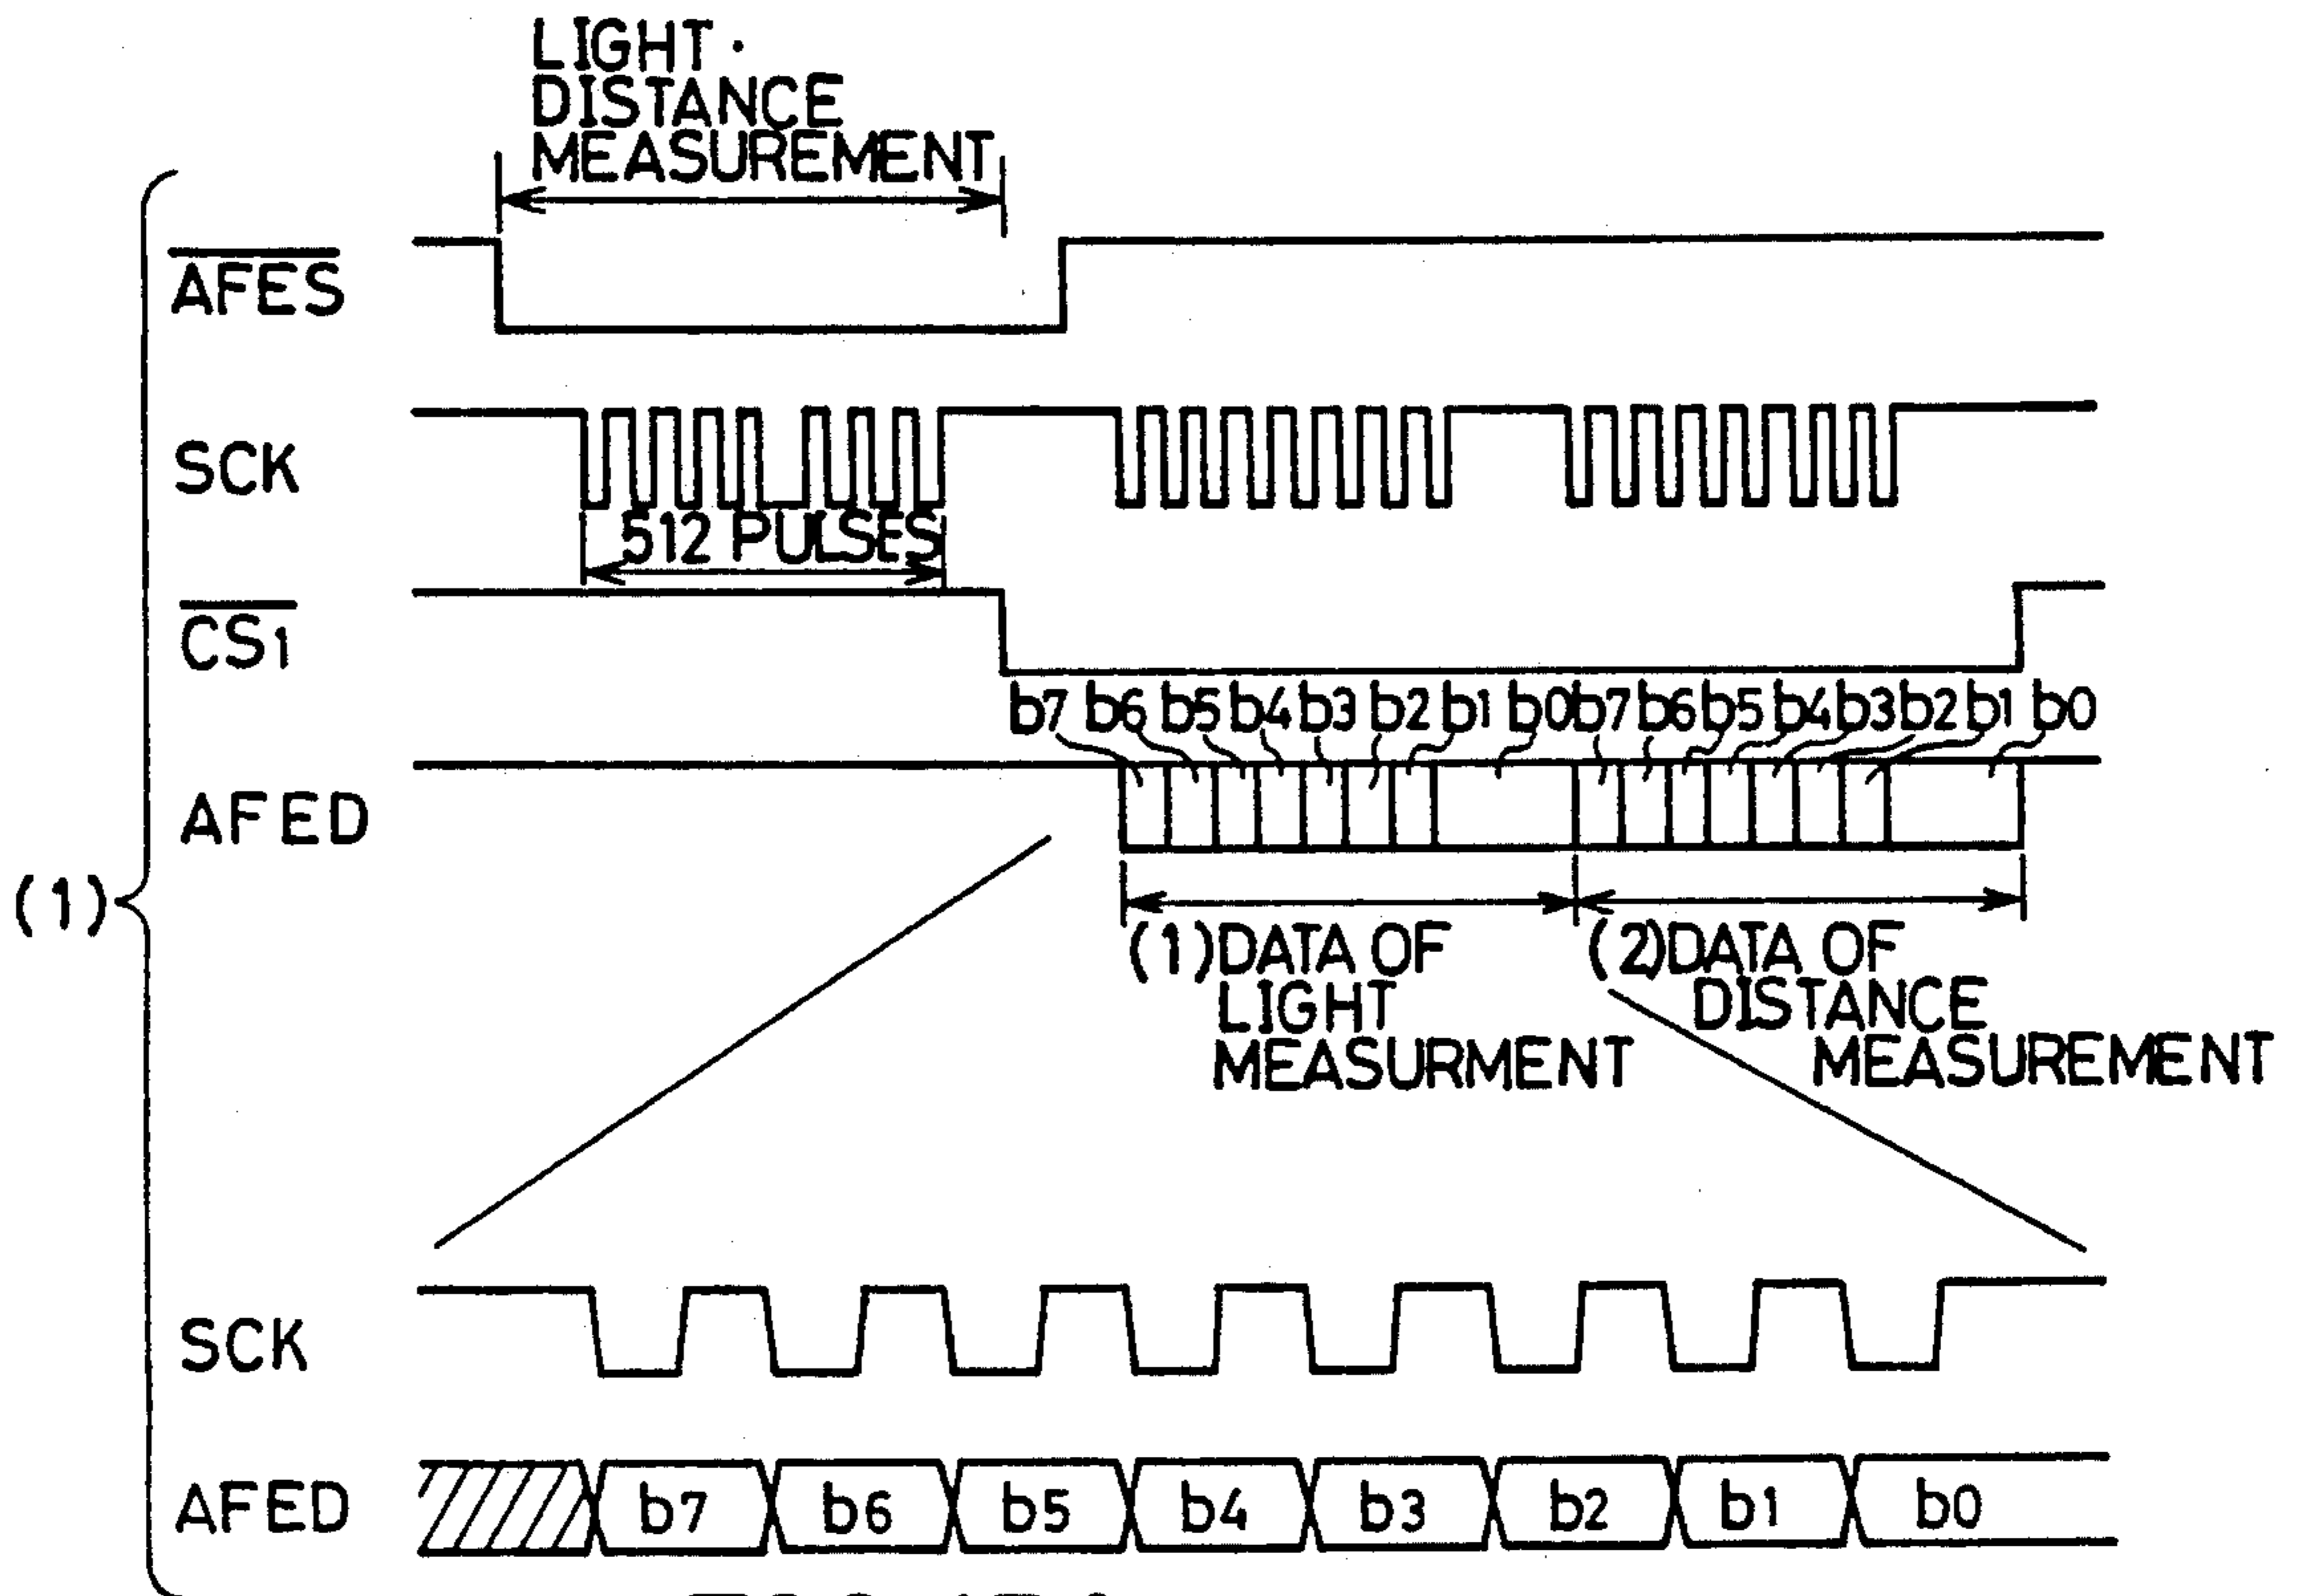 LIGHT·
DISTANCE
MEASUREMENT
AFES
SCK
512 PULSES
CS1
b7 b6 b5 b4 b3 b2 b1 b0 b7 b6 b5 b4 b3 b2 b1 b0
AFED
(1)
(1) DATA OF
LIGHT
MEASURMENT
(2) DATA OF
DISTANCE
MEASUREMENT
SCK
AFED
b7 b6 b5 b4 b3 b2 b1 b0